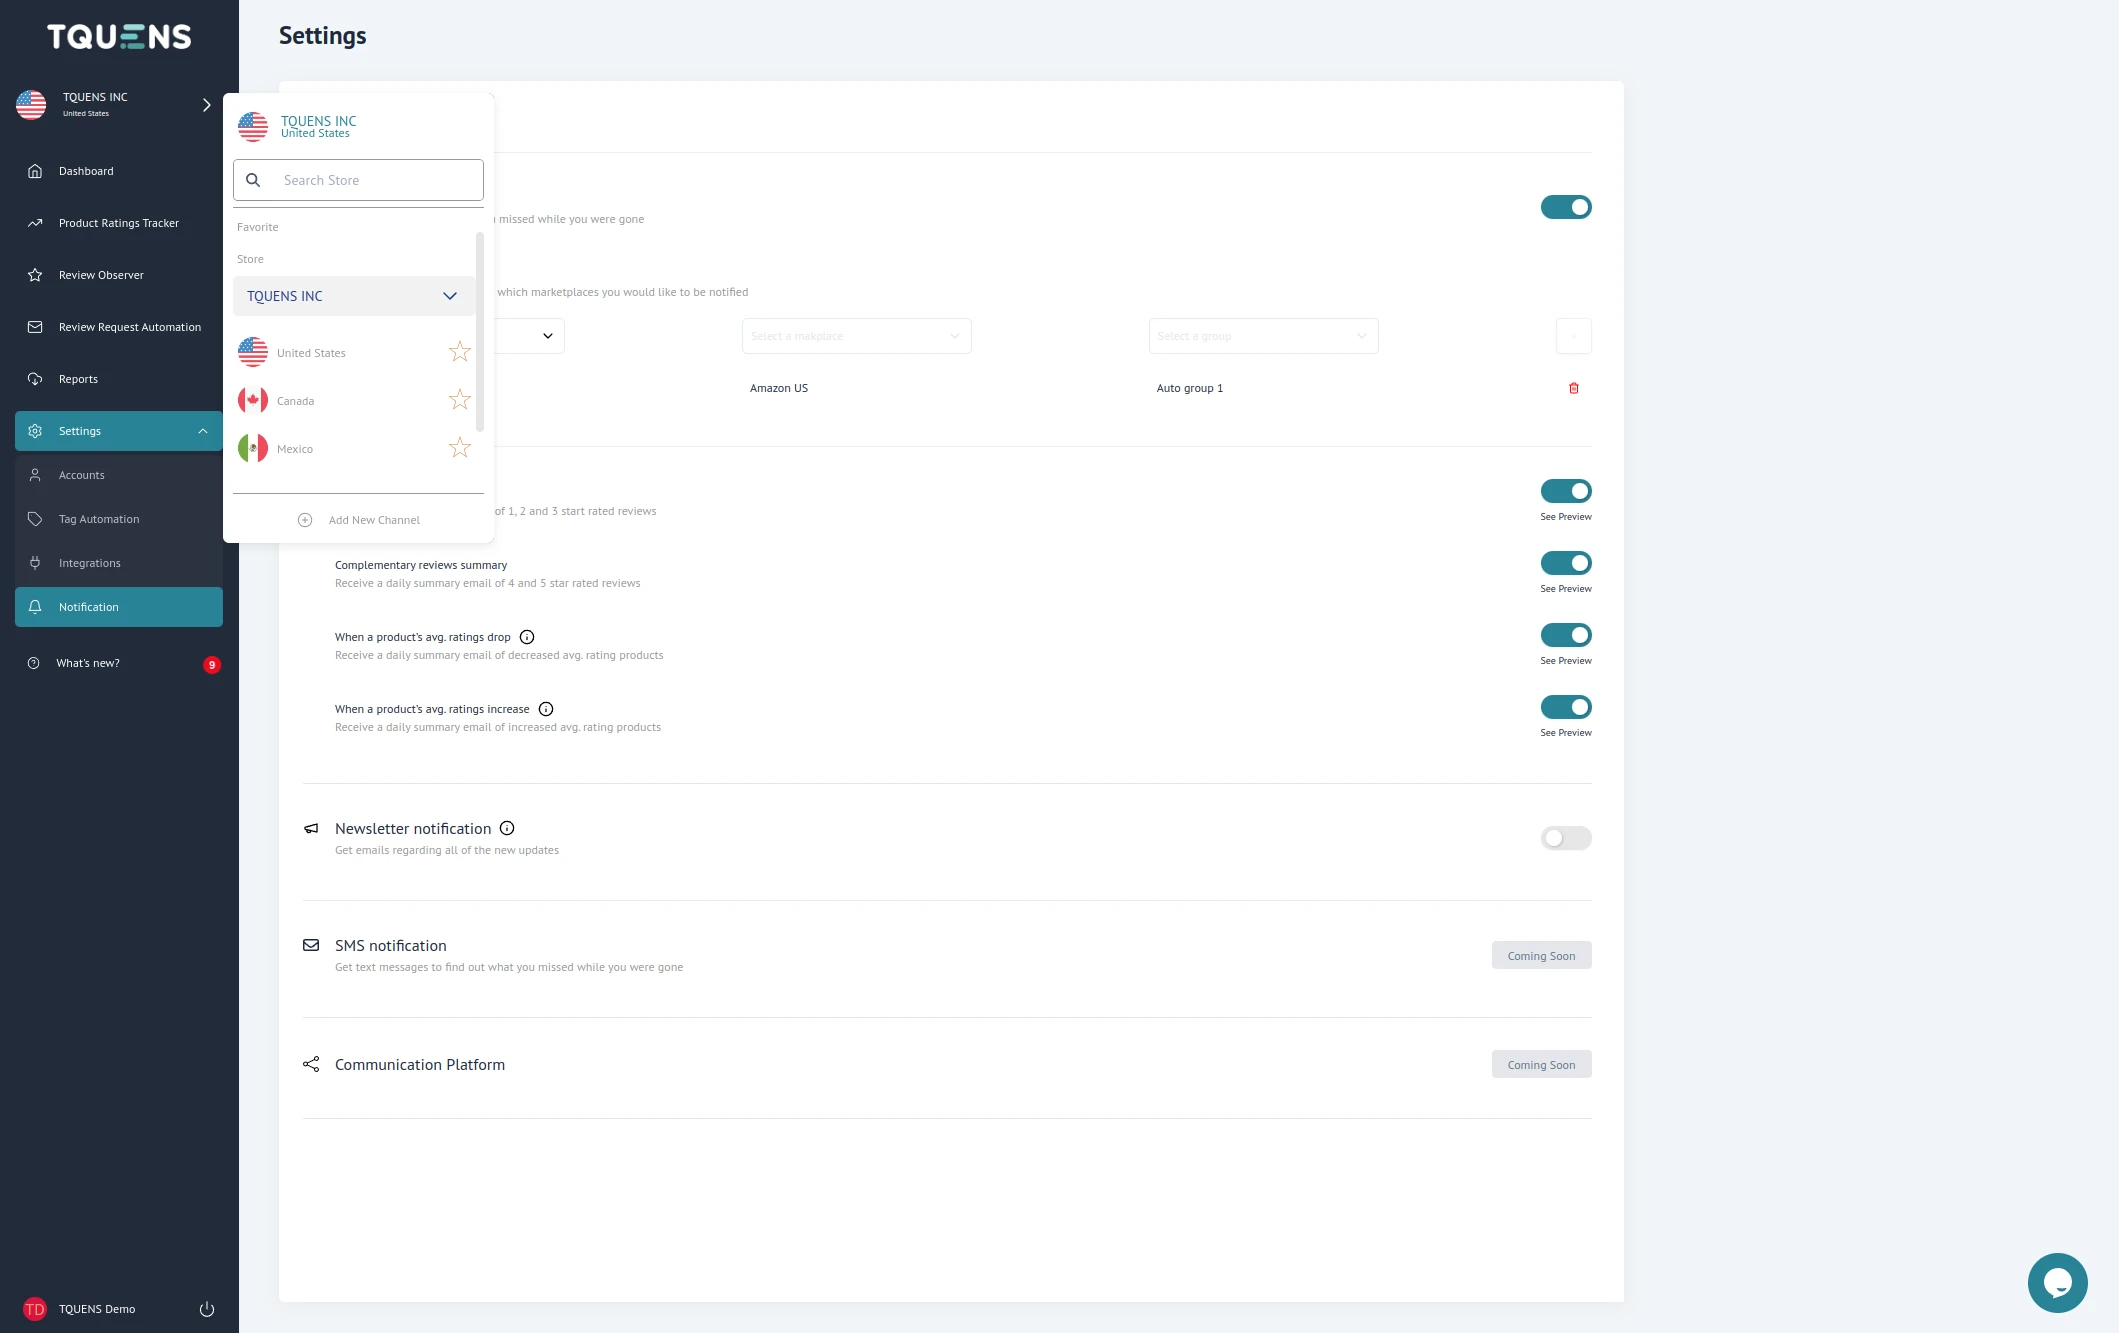 TQUENS
TQUENS INC
United States
Dashboard
Product Ratings Tracker
Review Observer
Review Request Automation
Reports
Settings
Accounts
Tag Automation
Integrations
Notification
What's new?
9
TD
TQUENS Demo
Settings
TQUENS INC
United States
Search Store
Favorite
Store
TQUENS INC
United States
Canada
Mexico
Add New Channel
missed while you were gone
which marketplaces you would like to be notified
Select a makplace
Select a group
Amazon US
Auto group 1
of 1, 2 and 3 start rated reviews
See Preview
Complementary reviews summary
Receive a daily summary email of 4 and 5 star rated reviews
See Preview
When a product's avg. ratings drop
Receive a daily summary email of decreased avg. rating products
See Preview
When a product's avg. ratings increase
Receive a daily summary email of increased avg. rating products
See Preview
Newsletter notification
Get emails regarding all of the new updates
SMS notification
Get text messages to find out what you missed while you were gone
Coming Soon
Communication Platform
Coming Soon